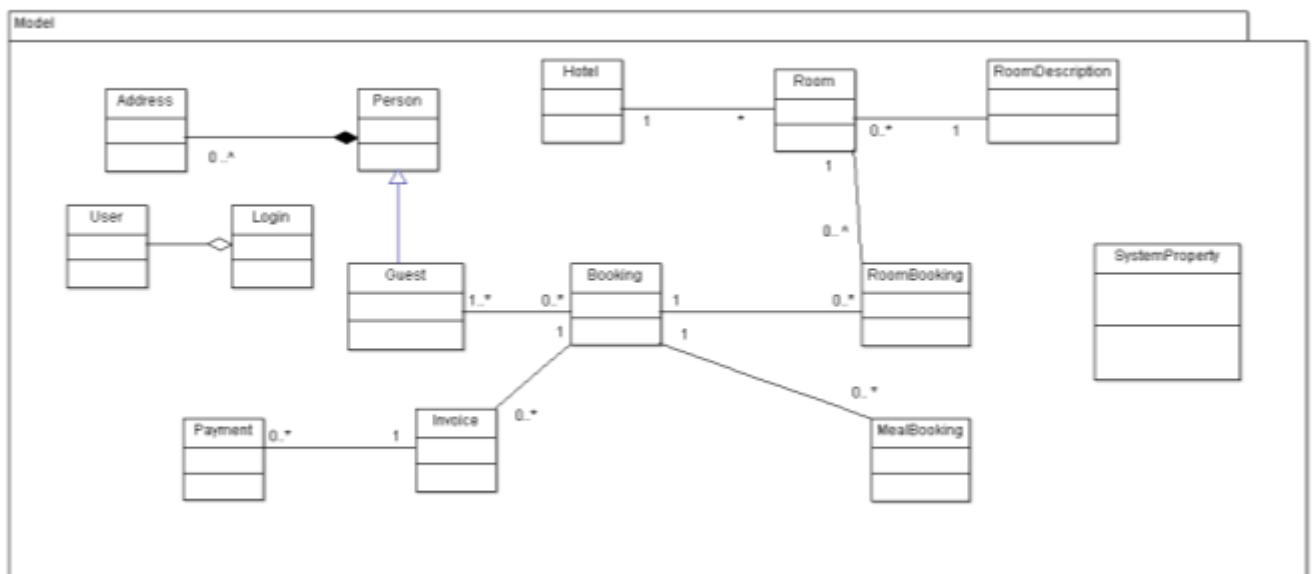 Model
Hotel
Room
RoomDescription
Address
Person
1
*
0..*
1
0..^
1
User
Login
0..^
SystemProperty
Guest
Booking
RoomBooking
1..*
0..*
1
0..*
1
1
0..*
Payment
0..*
1
Invoice
0..*
MealBooking